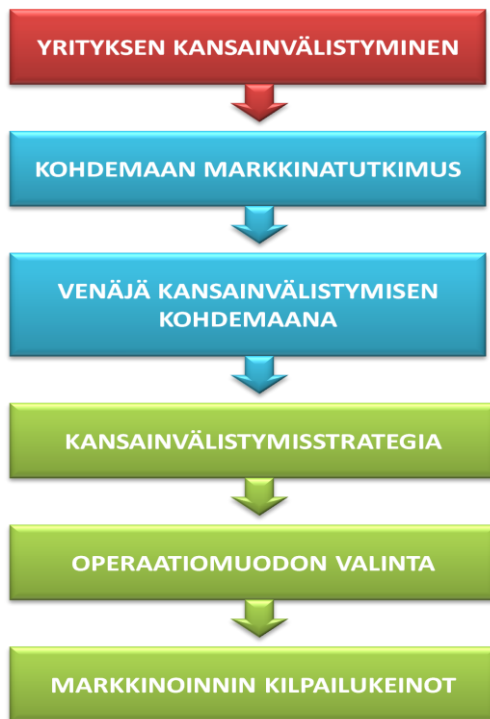 YRITYKSEN KANSAINVÄLISTYMINEN
KOHDEMAAN MARKKINATUTKIMUS
VENÄJÄ KANSAINVÄLISTYMISEN
KOHDEMAANA
KANSAINVÄLISTYMISSTRATEGIA
OPERAATIOMUODON VALINTA
MARKKINOINNIN KILPAILUKEINOT